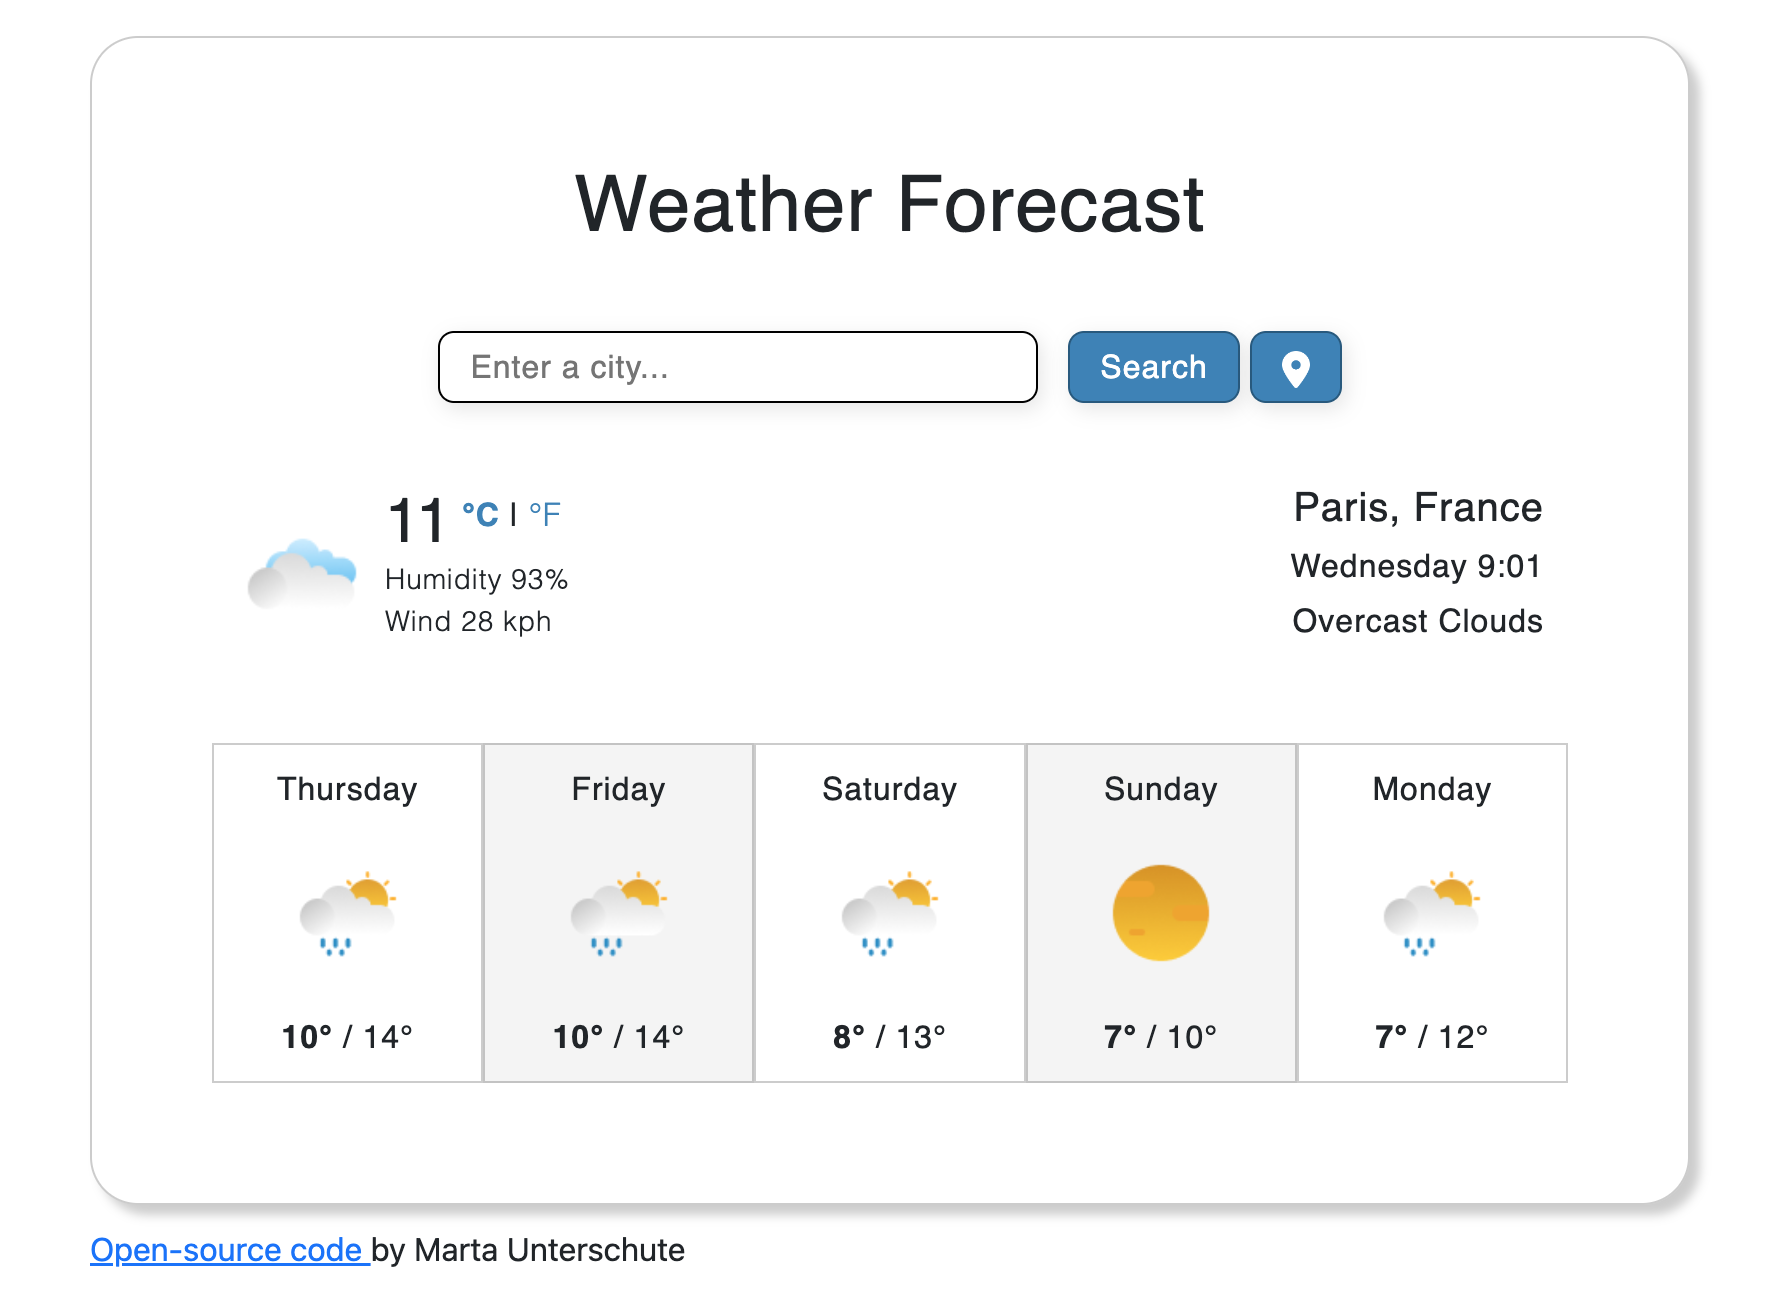 Weather Forecast
Enter a city...
Search
11 °C | °F
Humidity 93%
Wind 28 kph
Paris, France
Wednesday 9:01
Overcast Clouds
Thursday
10° / 14°
Friday
10° / 14°
Saturday
8° / 13°
Sunday
7° / 10°
Monday
7° / 12°
Open-source code by Marta Unterschute